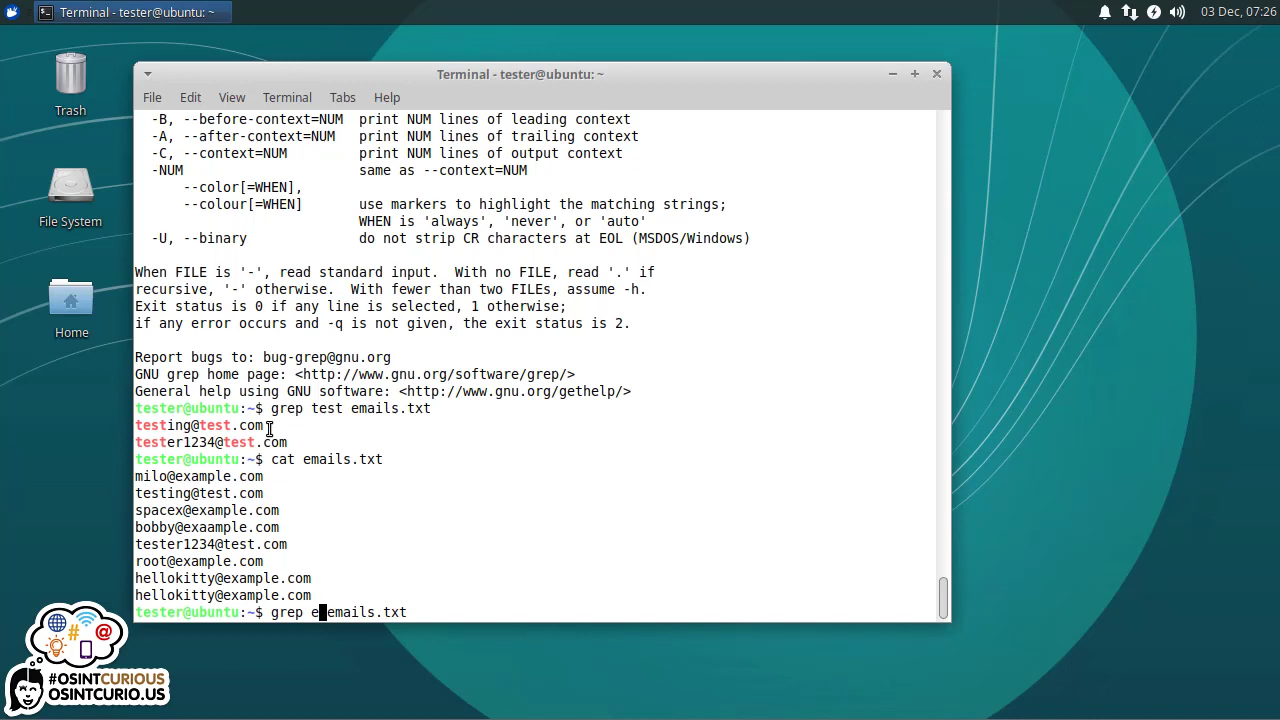 Terminal - tester@ubuntu: ~
03 Dec, 07:26
Trash
File System
Home
Terminal - tester@ubuntu: ~
File Edit View Terminal Tabs Help
-B, --before-context=NUM print NUM lines of leading context
-A, --after-context=NUM print NUM lines of trailing context
-C, --context=NUM print NUM lines of output context
-NUM same as --context=NUM
--color[=WHEN],
--colour[=WHEN] use markers to highlight the matching strings;
WHEN is 'always', 'never', or 'auto'
-U, --binary do not strip CR characters at EOL (MSDOS/Windows)
When FILE is '-', read standard input. With no FILE, read '.' if
recursive, '-' otherwise. With fewer than two FILEs, assume -h.
Exit status is 0 if any line is selected, 1 otherwise;
if any error occurs and -q is not given, the exit status is 2.
Report bugs to: bug-grep@gnu.org
GNU grep home page: <http://www.gnu.org/software/grep/>
General help using GNU software: <http://www.gnu.org/gethelp/>
tester@ubuntu:~$ grep test emails.txt
testing@test.com
tester1234@test.com
tester@ubuntu:~$ cat emails.txt
milo@example.com
testing@test.com
spacex@example.com
bobby@exaample.com
tester1234@test.com
root@example.com
hellokitty@example.com
hellokitty@example.com
tester@ubuntu:~$ grep e emails.txt
#OSINTCURIOUS
OSINTCURIO.US